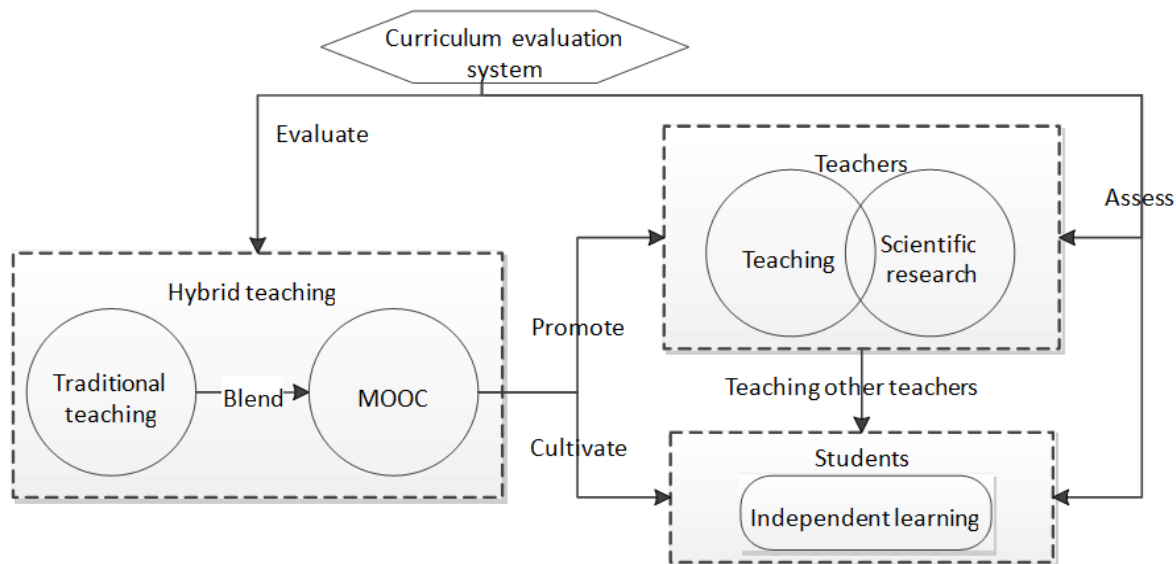 Curriculum evaluation
system
Evaluate
Teachers
Assess
Teaching
Scientific
research
Hybrid teaching
Promote
Traditional
teaching
Blend
MOOC
Teaching other teachers
Cultivate
Students
Independent learning